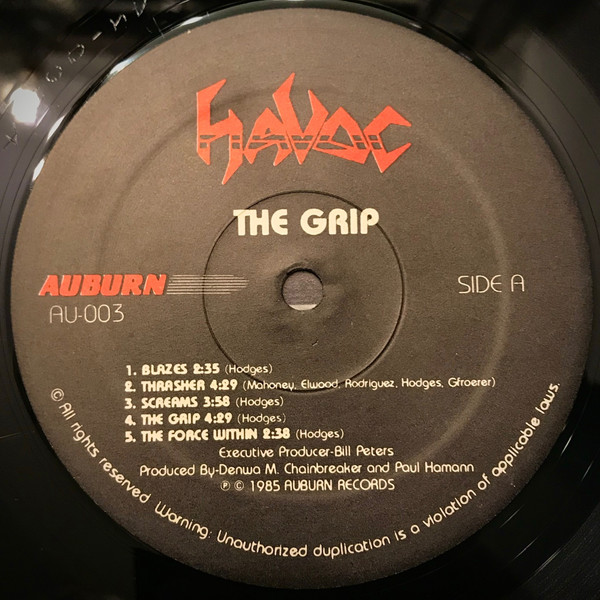 HAVOC
THE GRIP
AUBURN
AU-003
SIDE A
1. BLAZES 2:35 (Hodges)
2. THRASHER 4:29 (Mahoney, Elwood, Rodriguez, Hodges, Gfroerer)
3. SCREAMS 3:58 (Hodges)
4. THE GRIP 4:29 (Hodges)
5. THE FORCE WITHIN 2:38 (Hodges)
Executive Producer-Bill Peters
Produced By-Denwa M. Chainbreaker and Paul Hamann
℗ © 1985 AUBURN RECORDS
© All rights reserved Warning: Unauthorized duplication is a violation of applicable laws.